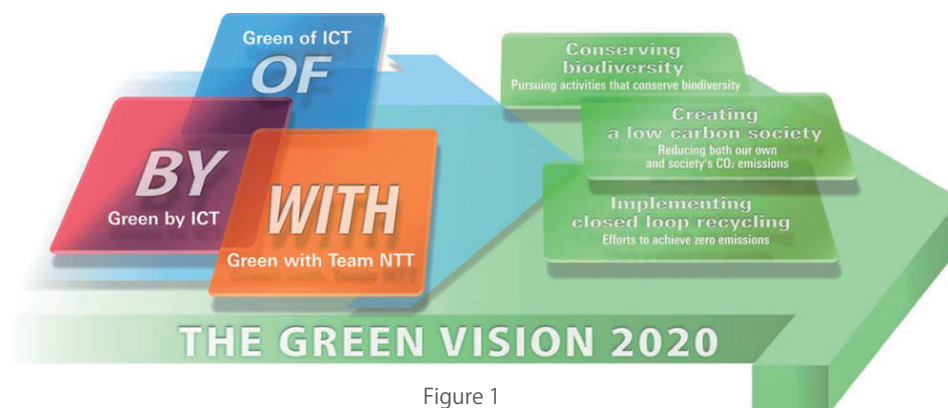 Green of ICT
OF
BY
Green by ICT
WITH
Green with Team NTT
Conserving
biodiversity
Pursuing activities that conserve biodiversity
Creating
a low carbon society
Reducing both our own
and society's CO₂ emissions
Implementing
closed loop recycling
Efforts to achieve zero emissions
THE GREEN VISION 2020
Figure 1